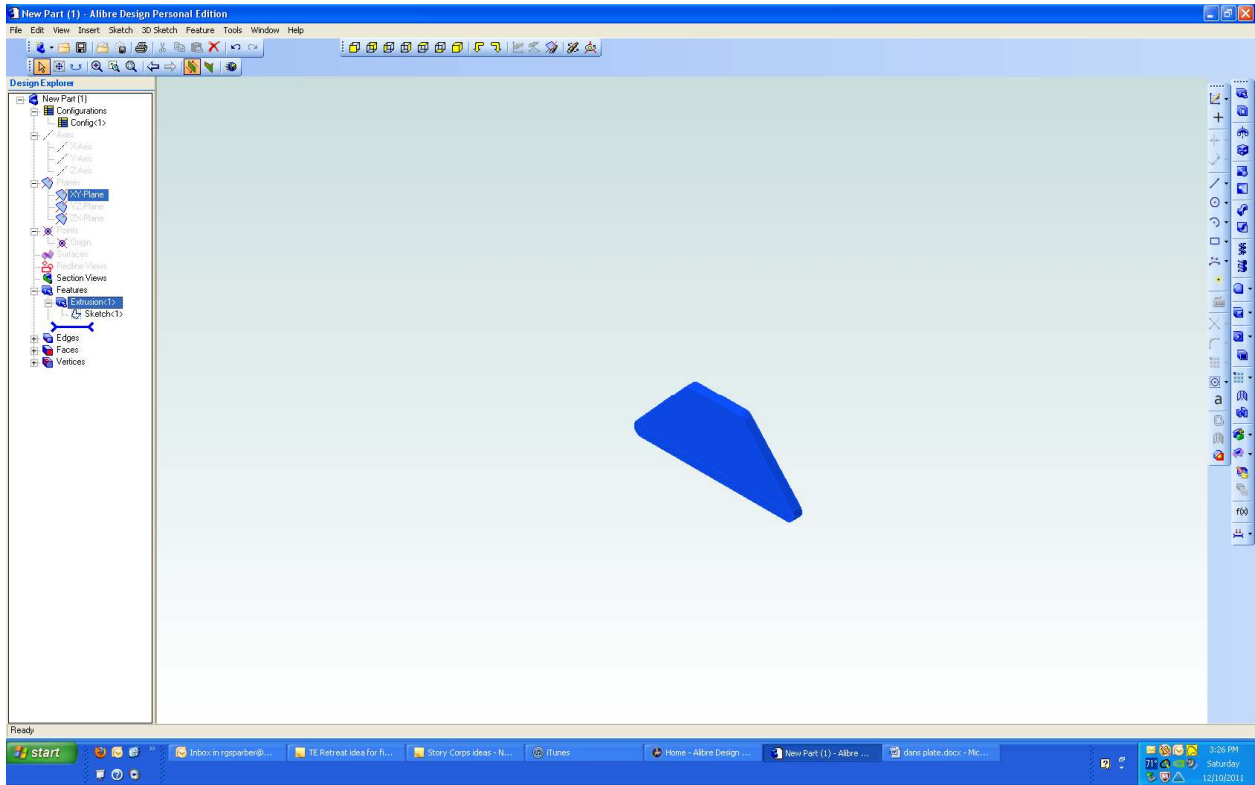 New Part (1) - Alibre Design Personal Edition
File Edit View Insert Sketch 3D Sketch Feature Tools Window Help
Design Explorer
New Part (1)
Configurations
Config<1>
Axes
X-Axis
Y-Axis
Z-Axis
Planes
XY-Plane
YZ-Plane
ZX-Plane
Points
Origin
Surfaces
Redline Views
Section Views
Features
Extrusion<1>
Sketch<1>
Edges
Faces
Vertices
a
f(x)
Ready
start
Inbox in rgsparber@...
TE Retreat idea for fi...
Story Corps ideas - N...
iTunes
Home - Alibre Design ...
New Part (1) - Alibre ...
dans plate.docx - Mic...
71°
3:26 PM
Saturday
12/10/2011